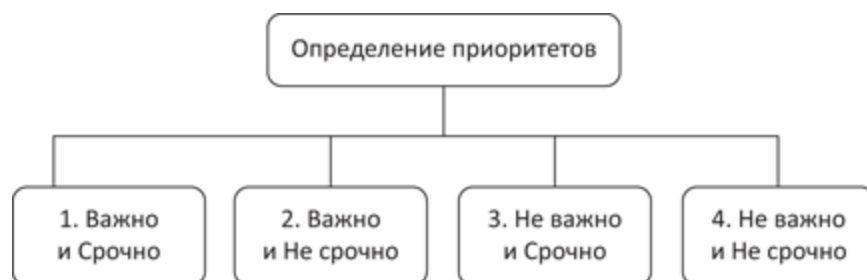 Определение приоритетов
1. Важно
и Срочно
2. Важно
и Не срочно
3. Не важно
и Срочно
4. Не важно
и Не срочно